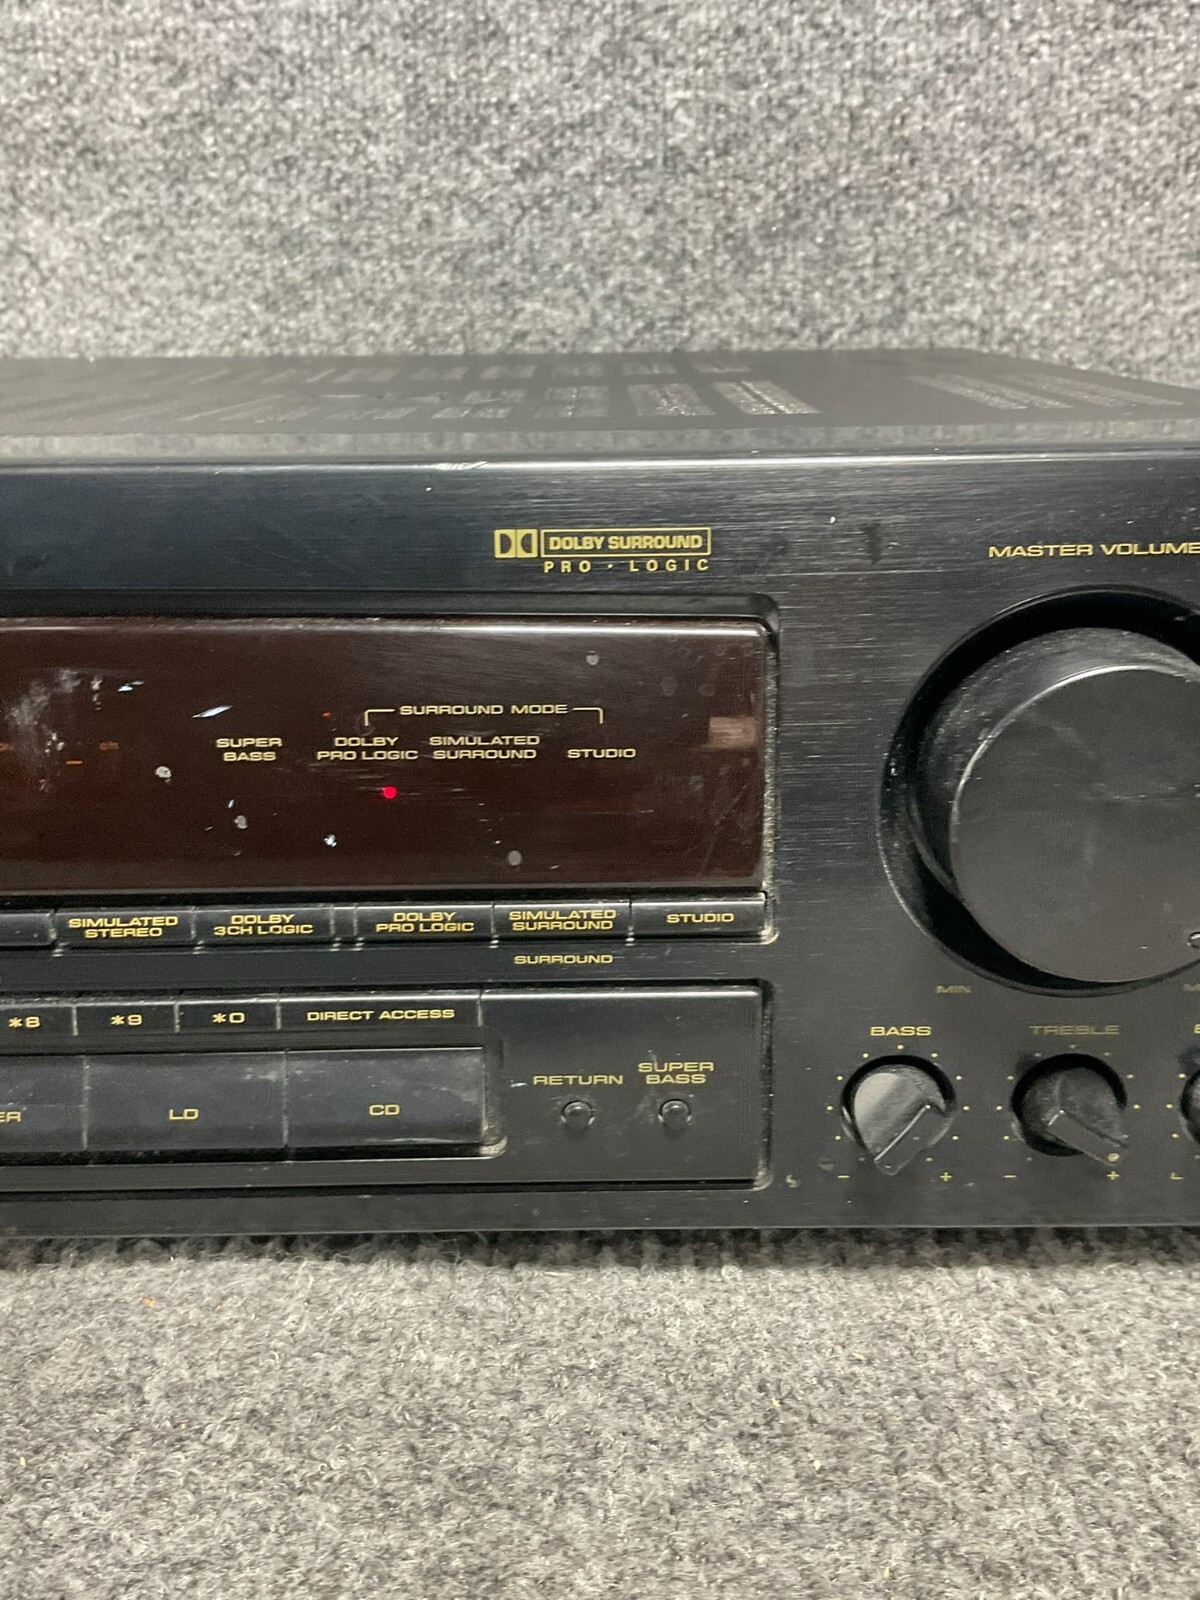 DOLBY SURROUND
PRO · LOGIC
MASTER VOLUME
SURROUND MODE
SUPER
BASS
DOLBY
PRO LOGIC
SIMULATED
SURROUND
STUDIO
ch
SIMULATED
STEREO
DOLBY
3CH LOGIC
DOLBY
PRO LOGIC
SIMULATED
SURROUND
STUDIO
SURROUND
MIN
*8
*9
*0
DIRECT ACCESS
BASS
TREBLE
RETURN
SUPER
BASS
ER
LD
CD
- +
- +
L